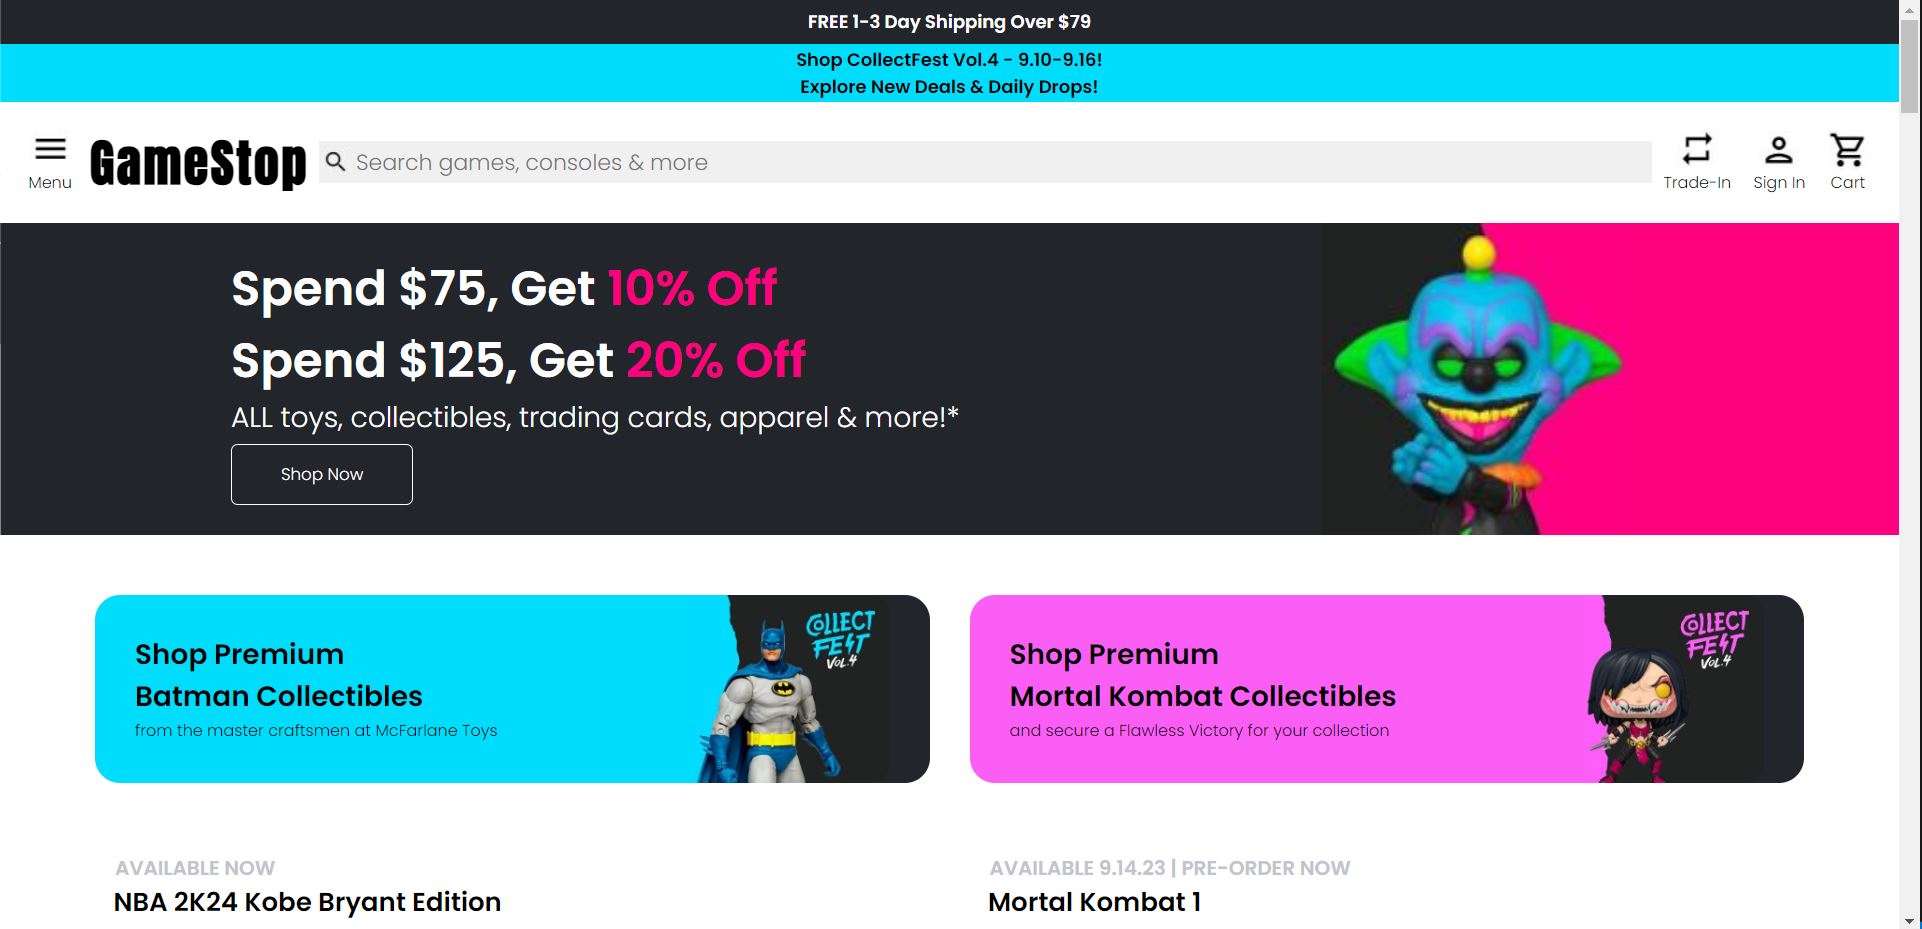 FREE 1-3 Day Shipping Over $79
Shop CollectFest Vol.4 - 9.10-9.16!
Explore New Deals & Daily Drops!
Menu
GameStop
Search games, consoles & more
Trade-In
Sign In
Cart
Spend $75, Get 10% Off
Spend $125, Get 20% Off
ALL toys, collectibles, trading cards, apparel & more!*
Shop Now
Shop Premium
Batman Collectibles
from the master craftsmen at McFarlane Toys
COLLECT
FEST
VOL.4
Shop Premium
Mortal Kombat Collectibles
and secure a Flawless Victory for your collection
COLLECT
FEST
VOL.4
AVAILABLE NOW
NBA 2K24 Kobe Bryant Edition
AVAILABLE 9.14.23 | PRE-ORDER NOW
Mortal Kombat 1